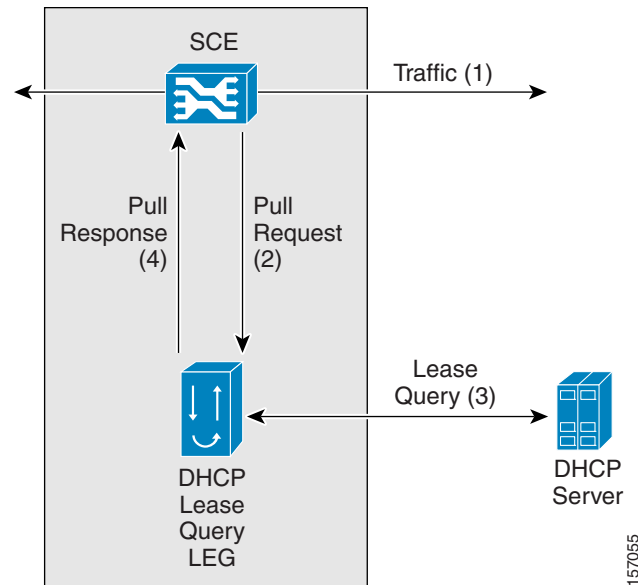 SCE
Traffic (1)
Pull
Response
(4)
Pull
Request
(2)
Lease
Query (3)
DHCP
Lease
Query
LEG
DHCP
Server
157055